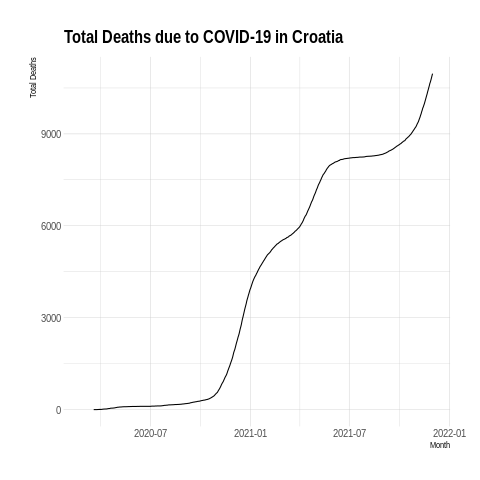 Total Deaths due to COVID-19 in Croatia
Total Deaths
9000
6000
3000
0
2020-07
2021-01
2021-07
2022-01
Month